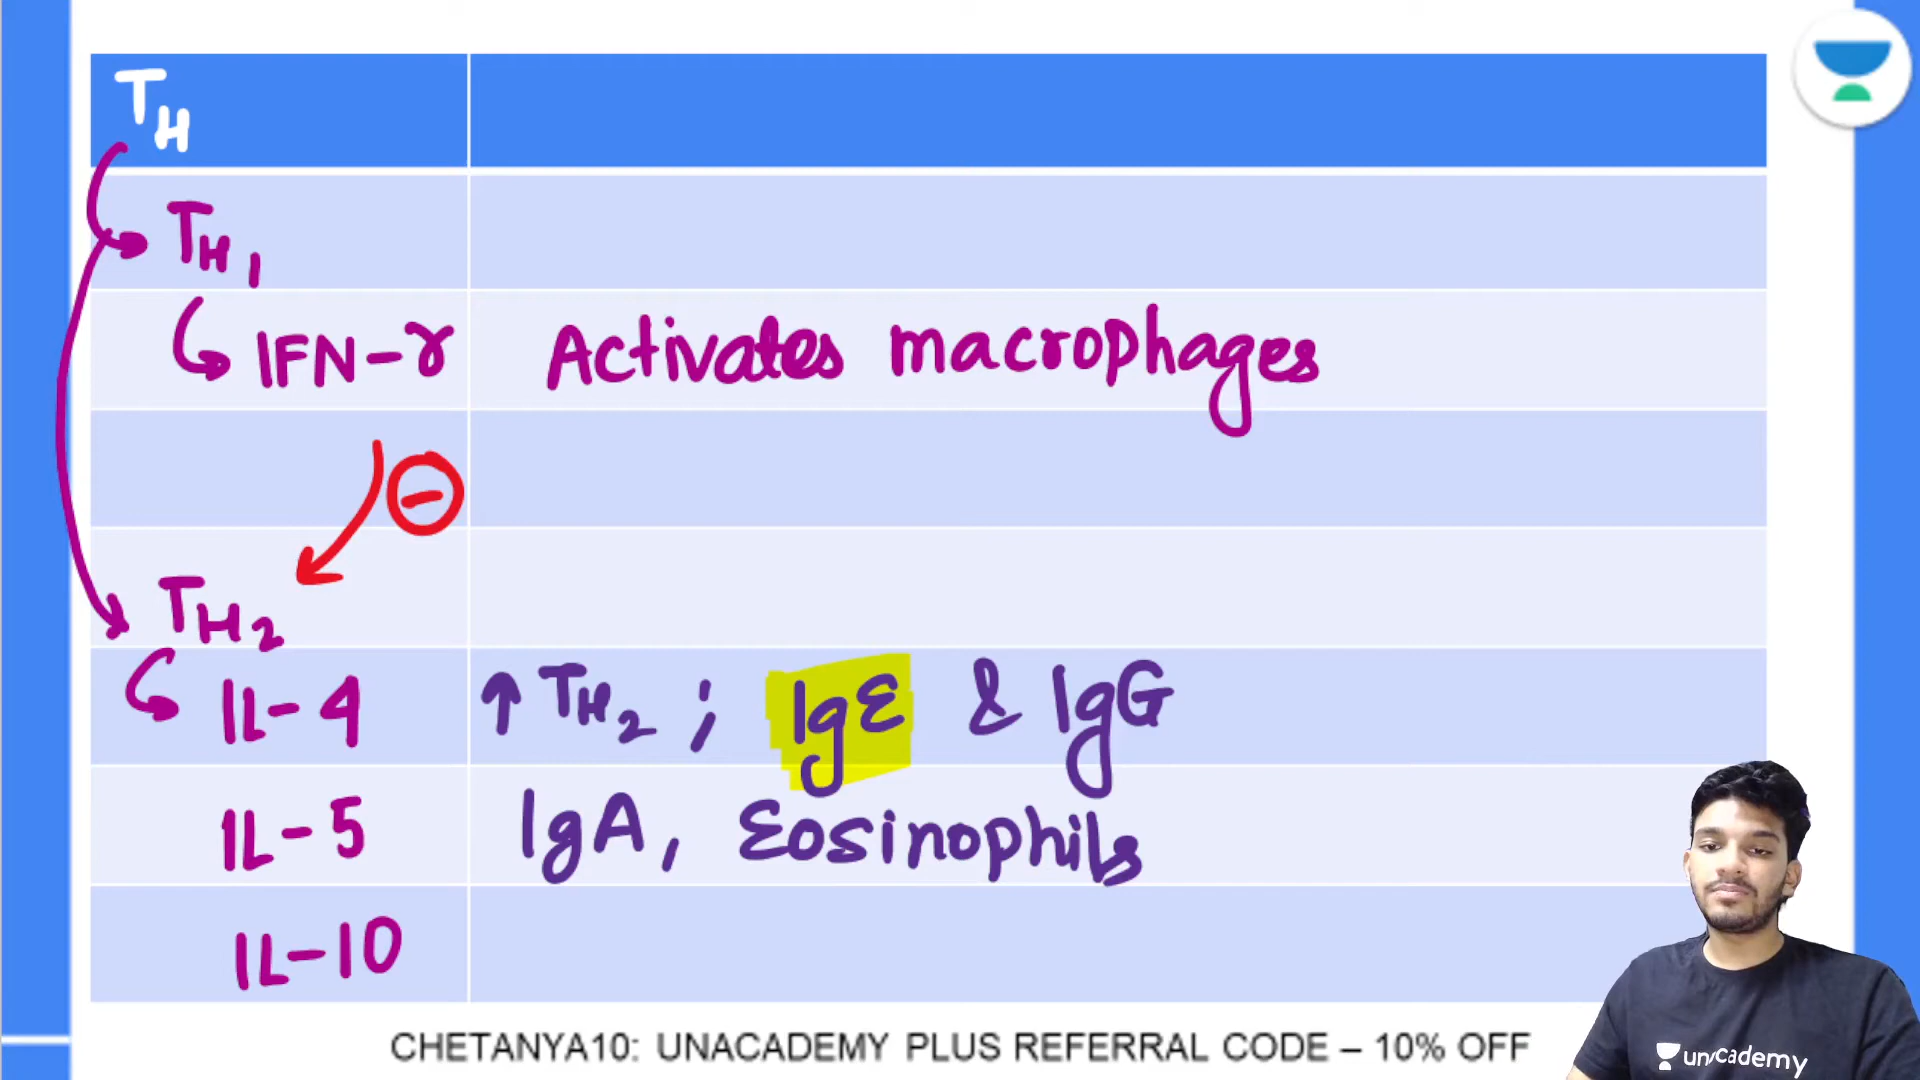 TH
TH1
IFN-γ Activates macrophages
⊖
TH2
IL-4 ↑ TH2 ; IgE & IgG
IL-5 IgA, Eosinophils
IL-10
CHETANYA10: UNACADEMY PLUS REFERRAL CODE – 10% OFF
unacademy